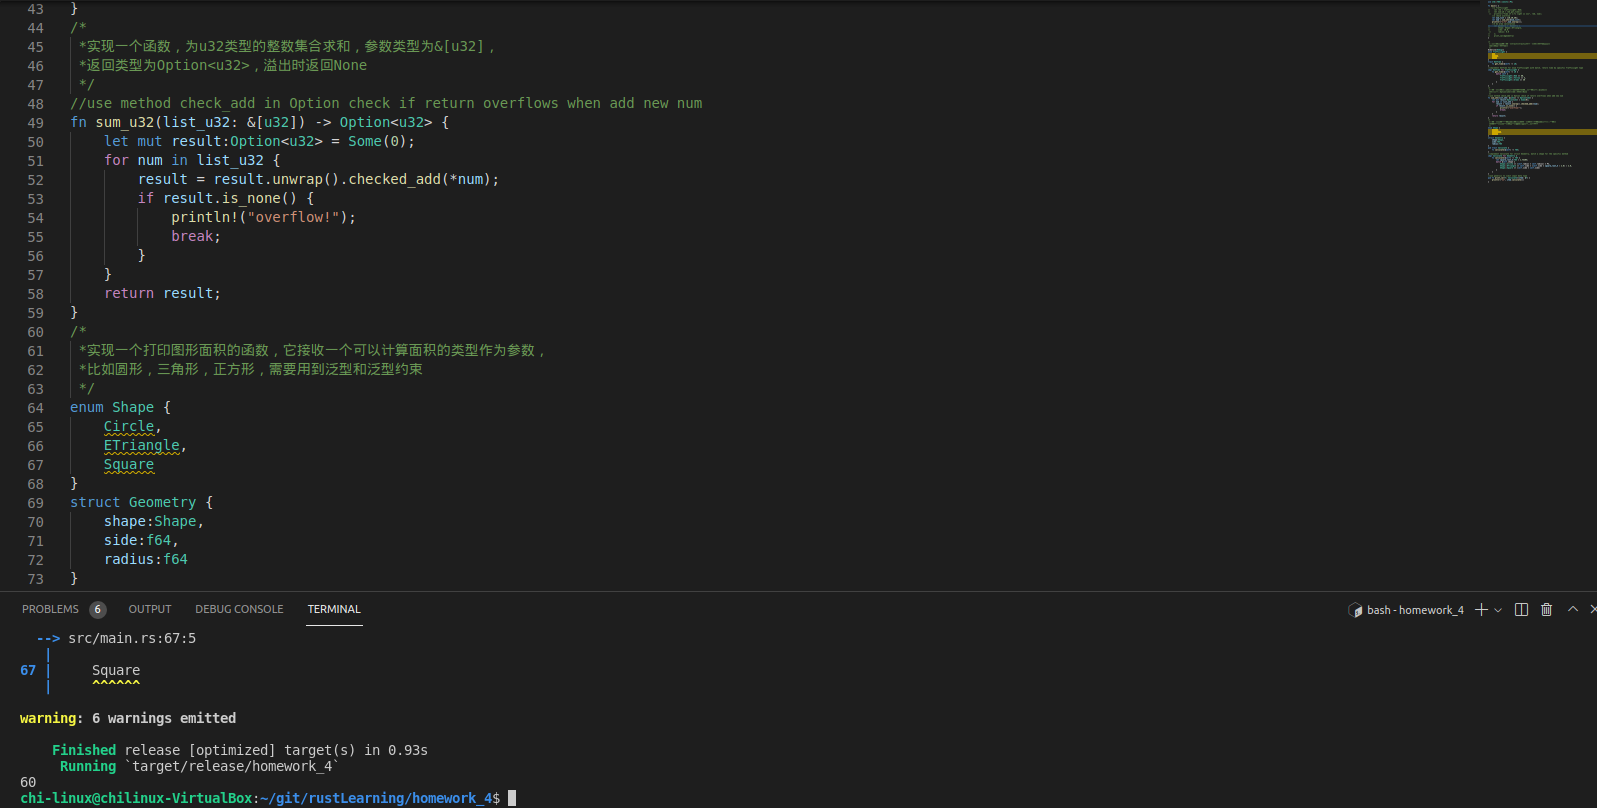 43 }
44 /*
45  *实现一个函数，为u32类型的整数集合求和，参数类型为&[u32]，
46  *返回类型为Option<u32>，溢出时返回None
47  */
48 //use method check_add in Option check if return overflows when add new num
49 fn sum_u32(list_u32: &[u32]) -> Option<u32> {
50     let mut result:Option<u32> = Some(0);
51     for num in list_u32 {
52         result = result.unwrap().checked_add(*num);
53         if result.is_none() {
54             println!("overflow!");
55             break;
56         }
57     }
58     return result;
59 }
60 /*
61  *实现一个打印图形面积的函数，它接收一个可以计算面积的类型作为参数，
62  *比如圆形，三角形，正方形，需要用到泛型和泛型约束
63  */
64 enum Shape {
65     Circle,
66     ETriangle,
67     Square
68 }
69 struct Geometry {
70     shape:Shape,
71     side:f64,
72     radius:f64
73 }
PROBLEMS 6 OUTPUT DEBUG CONSOLE TERMINAL bash - homework_4
  --> src/main.rs:67:5
   |
67 |     Square
   |     ^^^^^^
warning: 6 warnings emitted
    Finished release [optimized] target(s) in 0.93s
     Running `target/release/homework_4`
60
chi-linux@chilinux-VirtualBox:~/git/rustLearning/homework_4$